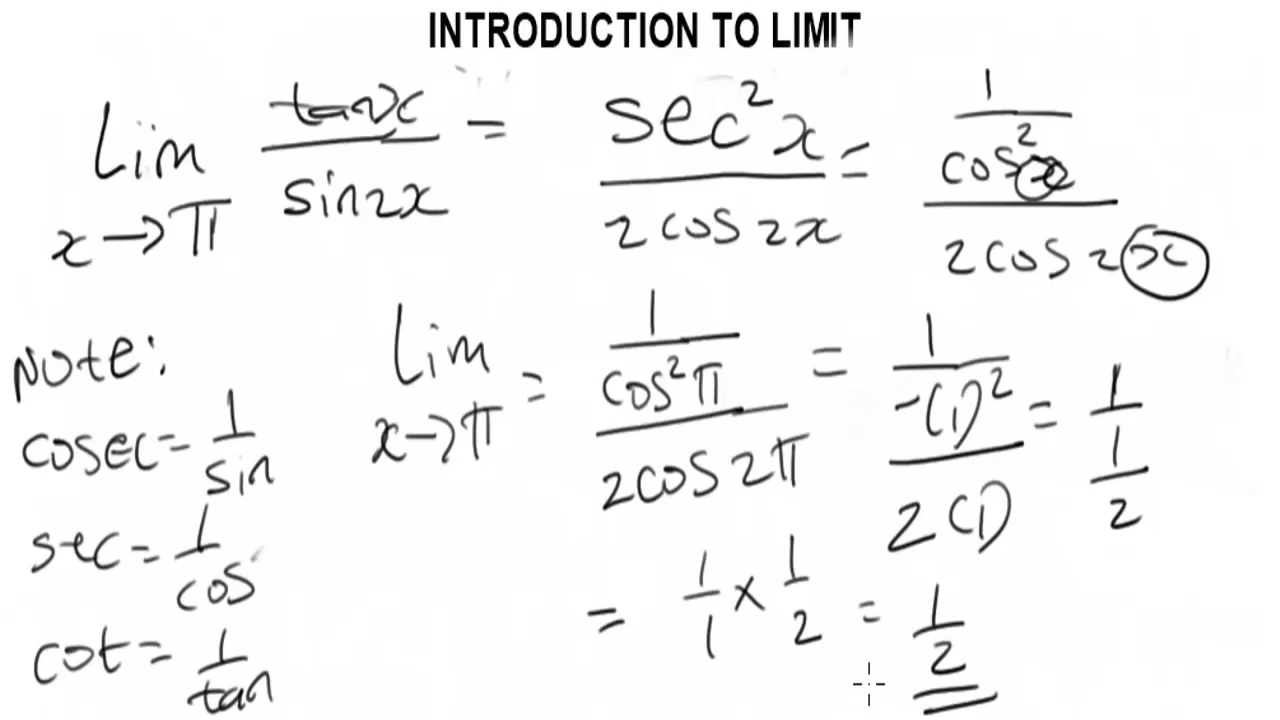 INTRODUCTION TO LIMIT
Lim x→π tanx/sin2x = sec²x/2cos2x = (1/cos²x)/(2cos2x)
Note:
cosec = 1/sin
sec = 1/cos
cot = 1/tan
Lim x→π = (1/cos²π)/(2cos2π) = (1/-(1)²)/(2(1)) = (1/1)/2
= 1/1 × 1/2 = 1/2